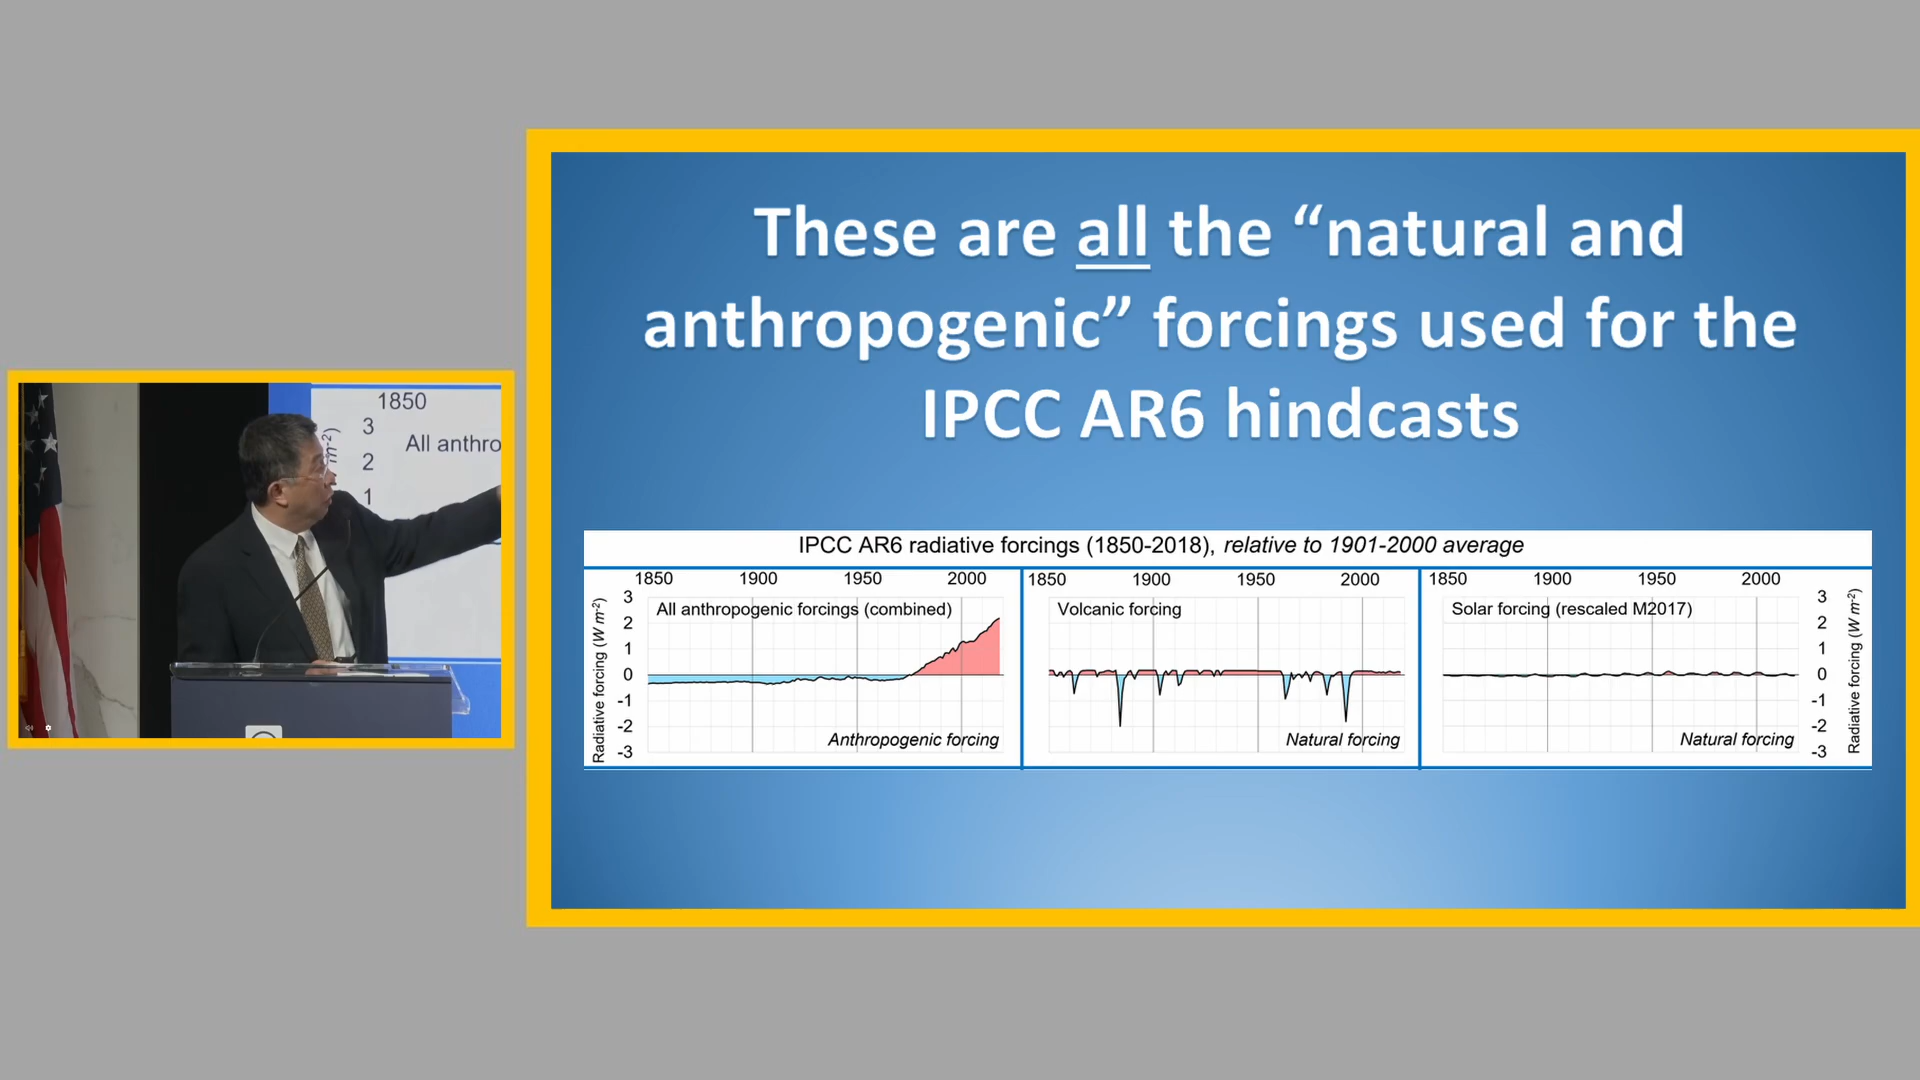 These are all the “natural and
anthropogenic” forcings used for the
IPCC AR6 hindcasts
1850
3
2
1
m⁻²)
All anthro
IPCC AR6 radiative forcings (1850-2018), relative to 1901-2000 average
1850 1900 1950 2000
1850 1900 1950 2000
1850 1900 1950 2000
Radiative forcing (W m⁻²)
3
2
1
0
-1
-2
-3
All anthropogenic forcings (combined)
Anthropogenic forcing
Volcanic forcing
Natural forcing
Solar forcing (rescaled M2017)
Natural forcing
3
2
1
0
-1
-2
-3
Radiative forcing (W m⁻²)